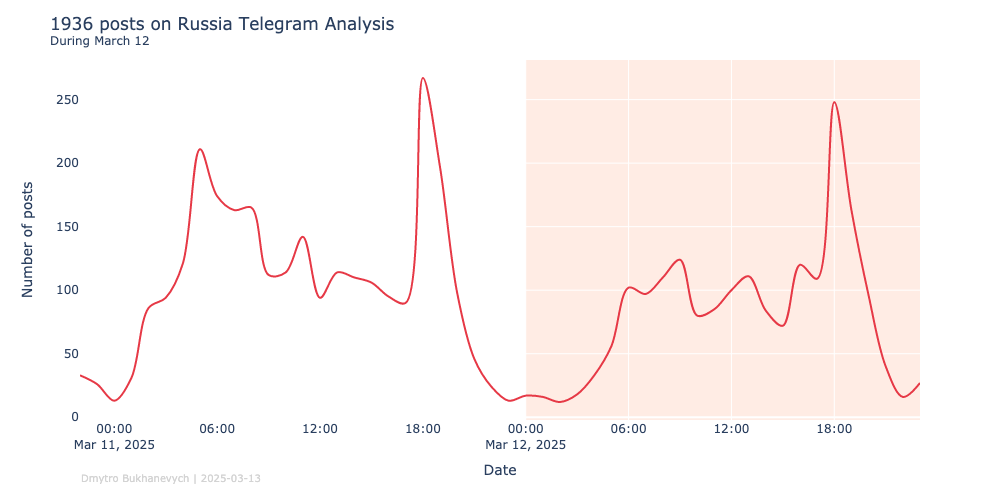 1936 posts on Russia Telegram Analysis
During March 12
Number of posts
250
200
150
100
50
0
00:00 06:00 12:00 18:00 00:00 06:00 12:00 18:00
Mar 11, 2025 Mar 12, 2025
Date
Dmytro Bukhanevych | 2025-03-13